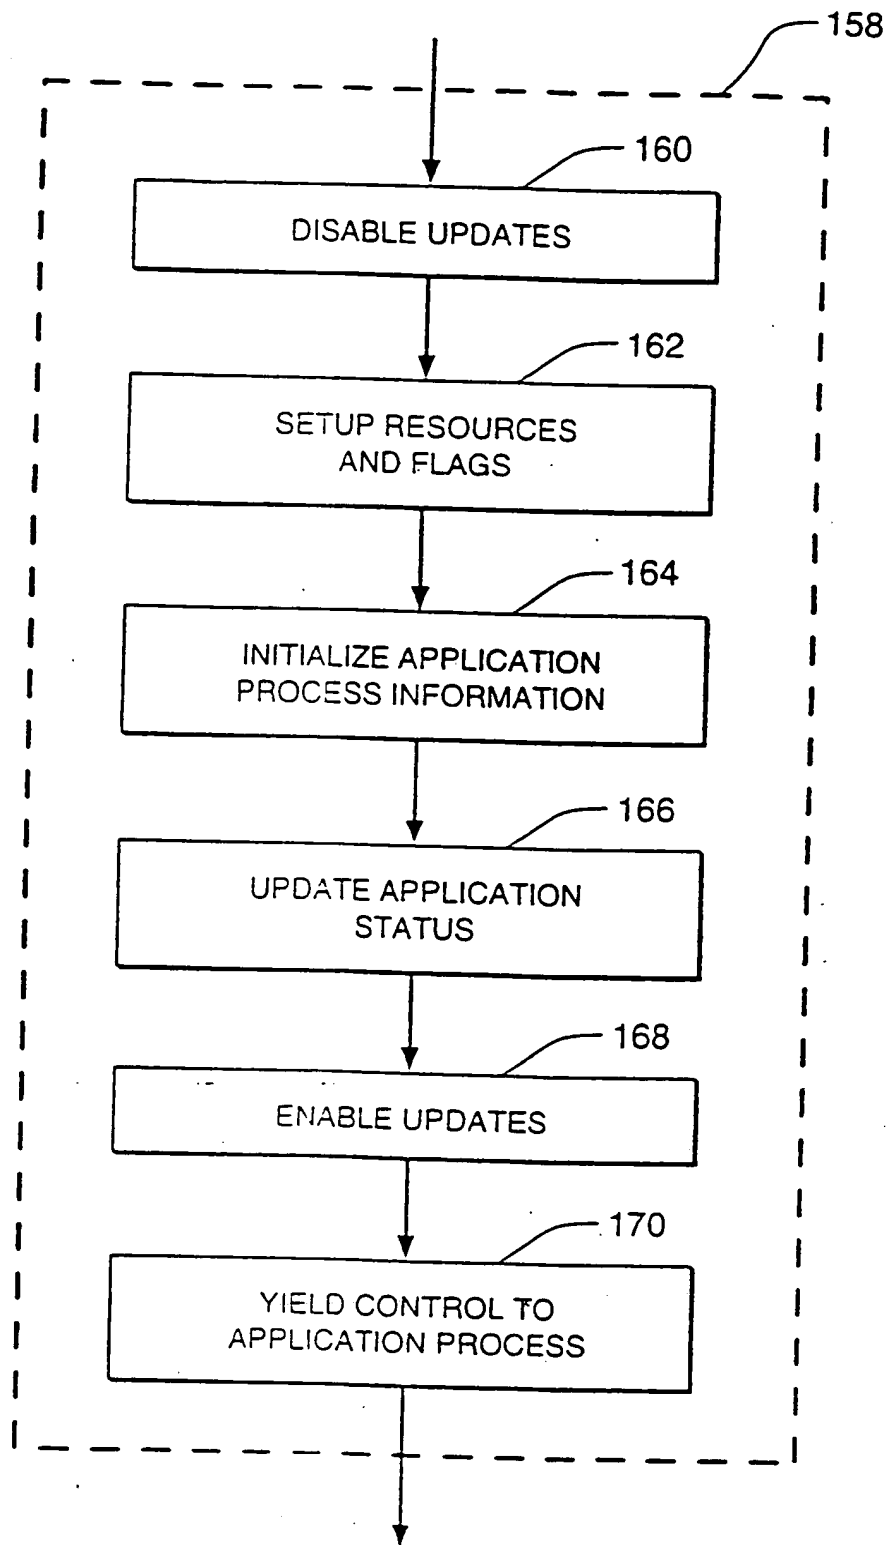 158
160
DISABLE UPDATES
162
SETUP RESOURCES
AND FLAGS
164
INITIALIZE APPLICATION
PROCESS INFORMATION
166
UPDATE APPLICATION
STATUS
168
ENABLE UPDATES
170
YIELD CONTROL TO
APPLICATION PROCESS